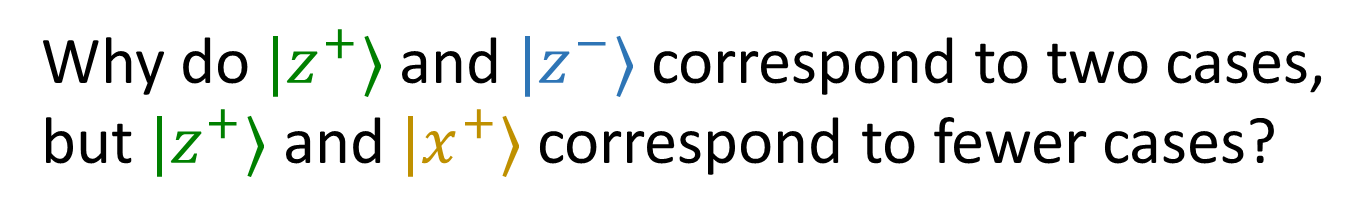 Why do |z⁺⟩ and |z⁻⟩ correspond to two cases,
but |z⁺⟩ and |x⁺⟩ correspond to fewer cases?